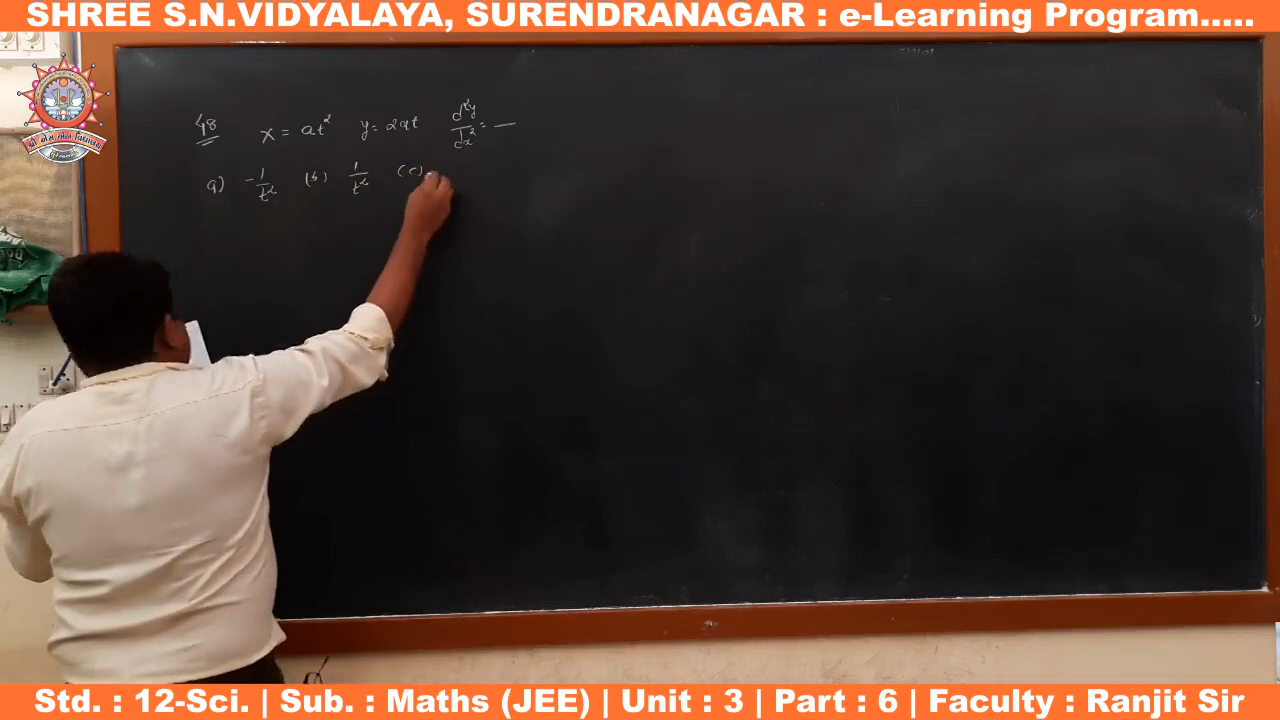 SHREE S.N.VIDYALAYA, SURENDRANAGAR : e-Learning Program.....
48 x = at² y = 2at d²y/dx² = —
a) -1/t² (b) 1/t² (c)
Std. : 12-Sci. | Sub. : Maths (JEE) | Unit : 3 | Part : 6 | Faculty : Ranjit Sir